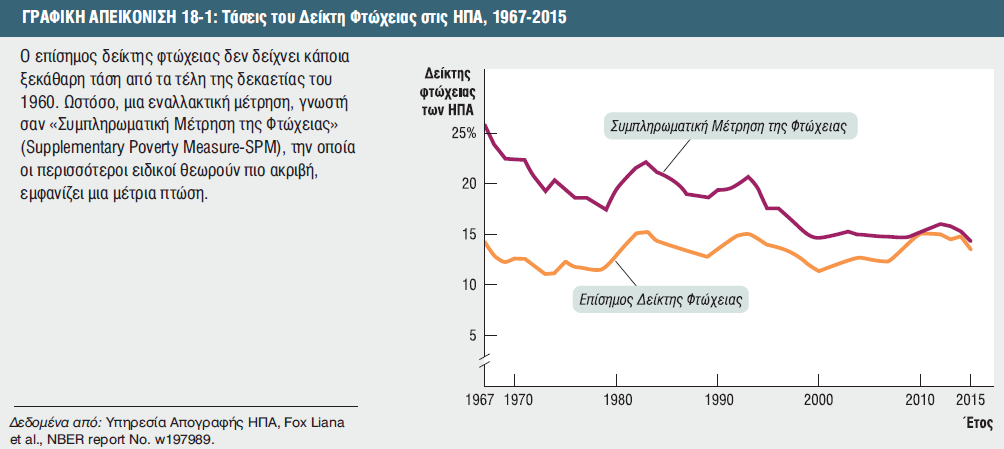 ΓΡΑΦΙΚΗ ΑΠΕΙΚΟΝΙΣΗ 18-1: Τάσεις του Δείκτη Φτώχειας στις ΗΠΑ, 1967-2015
Ο επίσημος δείκτης φτώχειας δεν δείχνει κάποια
ξεκάθαρη τάση από τα τέλη της δεκαετίας του
1960. Ωστόσο, μια εναλλακτική μέτρηση, γνωστή
σαν «Συμπληρωματική Μέτρηση της Φτώχειας»
(Supplementary Poverty Measure-SPM), την οποία
οι περισσότεροι ειδικοί θεωρούν πιο ακριβή,
εμφανίζει μια μέτρια πτώση.
Δεδομένα από: Υπηρεσία Απογραφής ΗΠΑ, Fox Liana
et al., NBER report No. w197989.
Δείκτης
φτώχειας
των ΗΠΑ
25%
20
15
10
5
Συμπληρωματική Μέτρηση της Φτώχειας
Επίσημος Δείκτης Φτώχειας
1967 1970 1980 1990 2000 2010 2015
Έτος